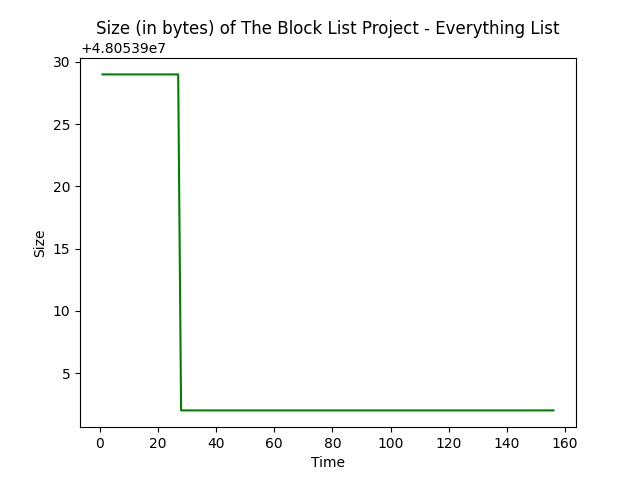 Size (in bytes) of The Block List Project - Everything List
+4.80539e7
30
25
20
15
10
5
Size
0 20 40 60 80 100 120 140 160
Time